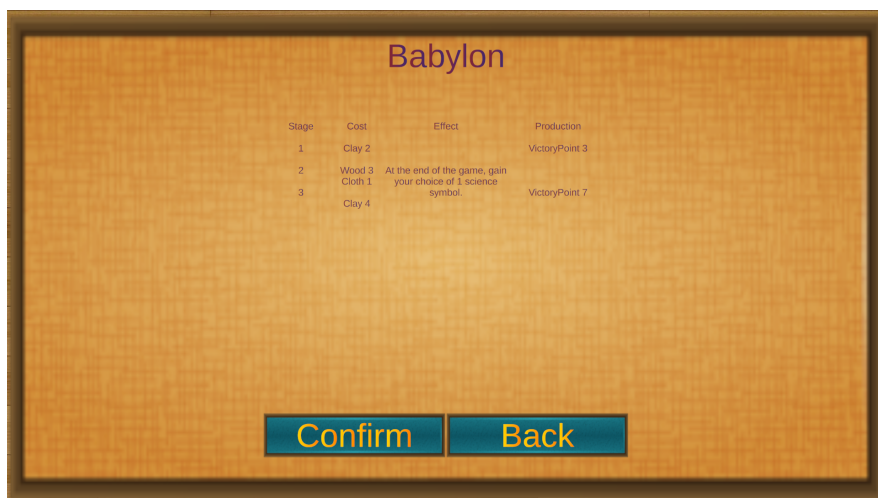 Babylon
Stage Cost Effect Production
1 Clay 2 VictoryPoint 3
2 Wood 3 At the end of the game, gain
Cloth 1 your choice of 1 science
3 symbol. VictoryPoint 7
Clay 4
Confirm Back